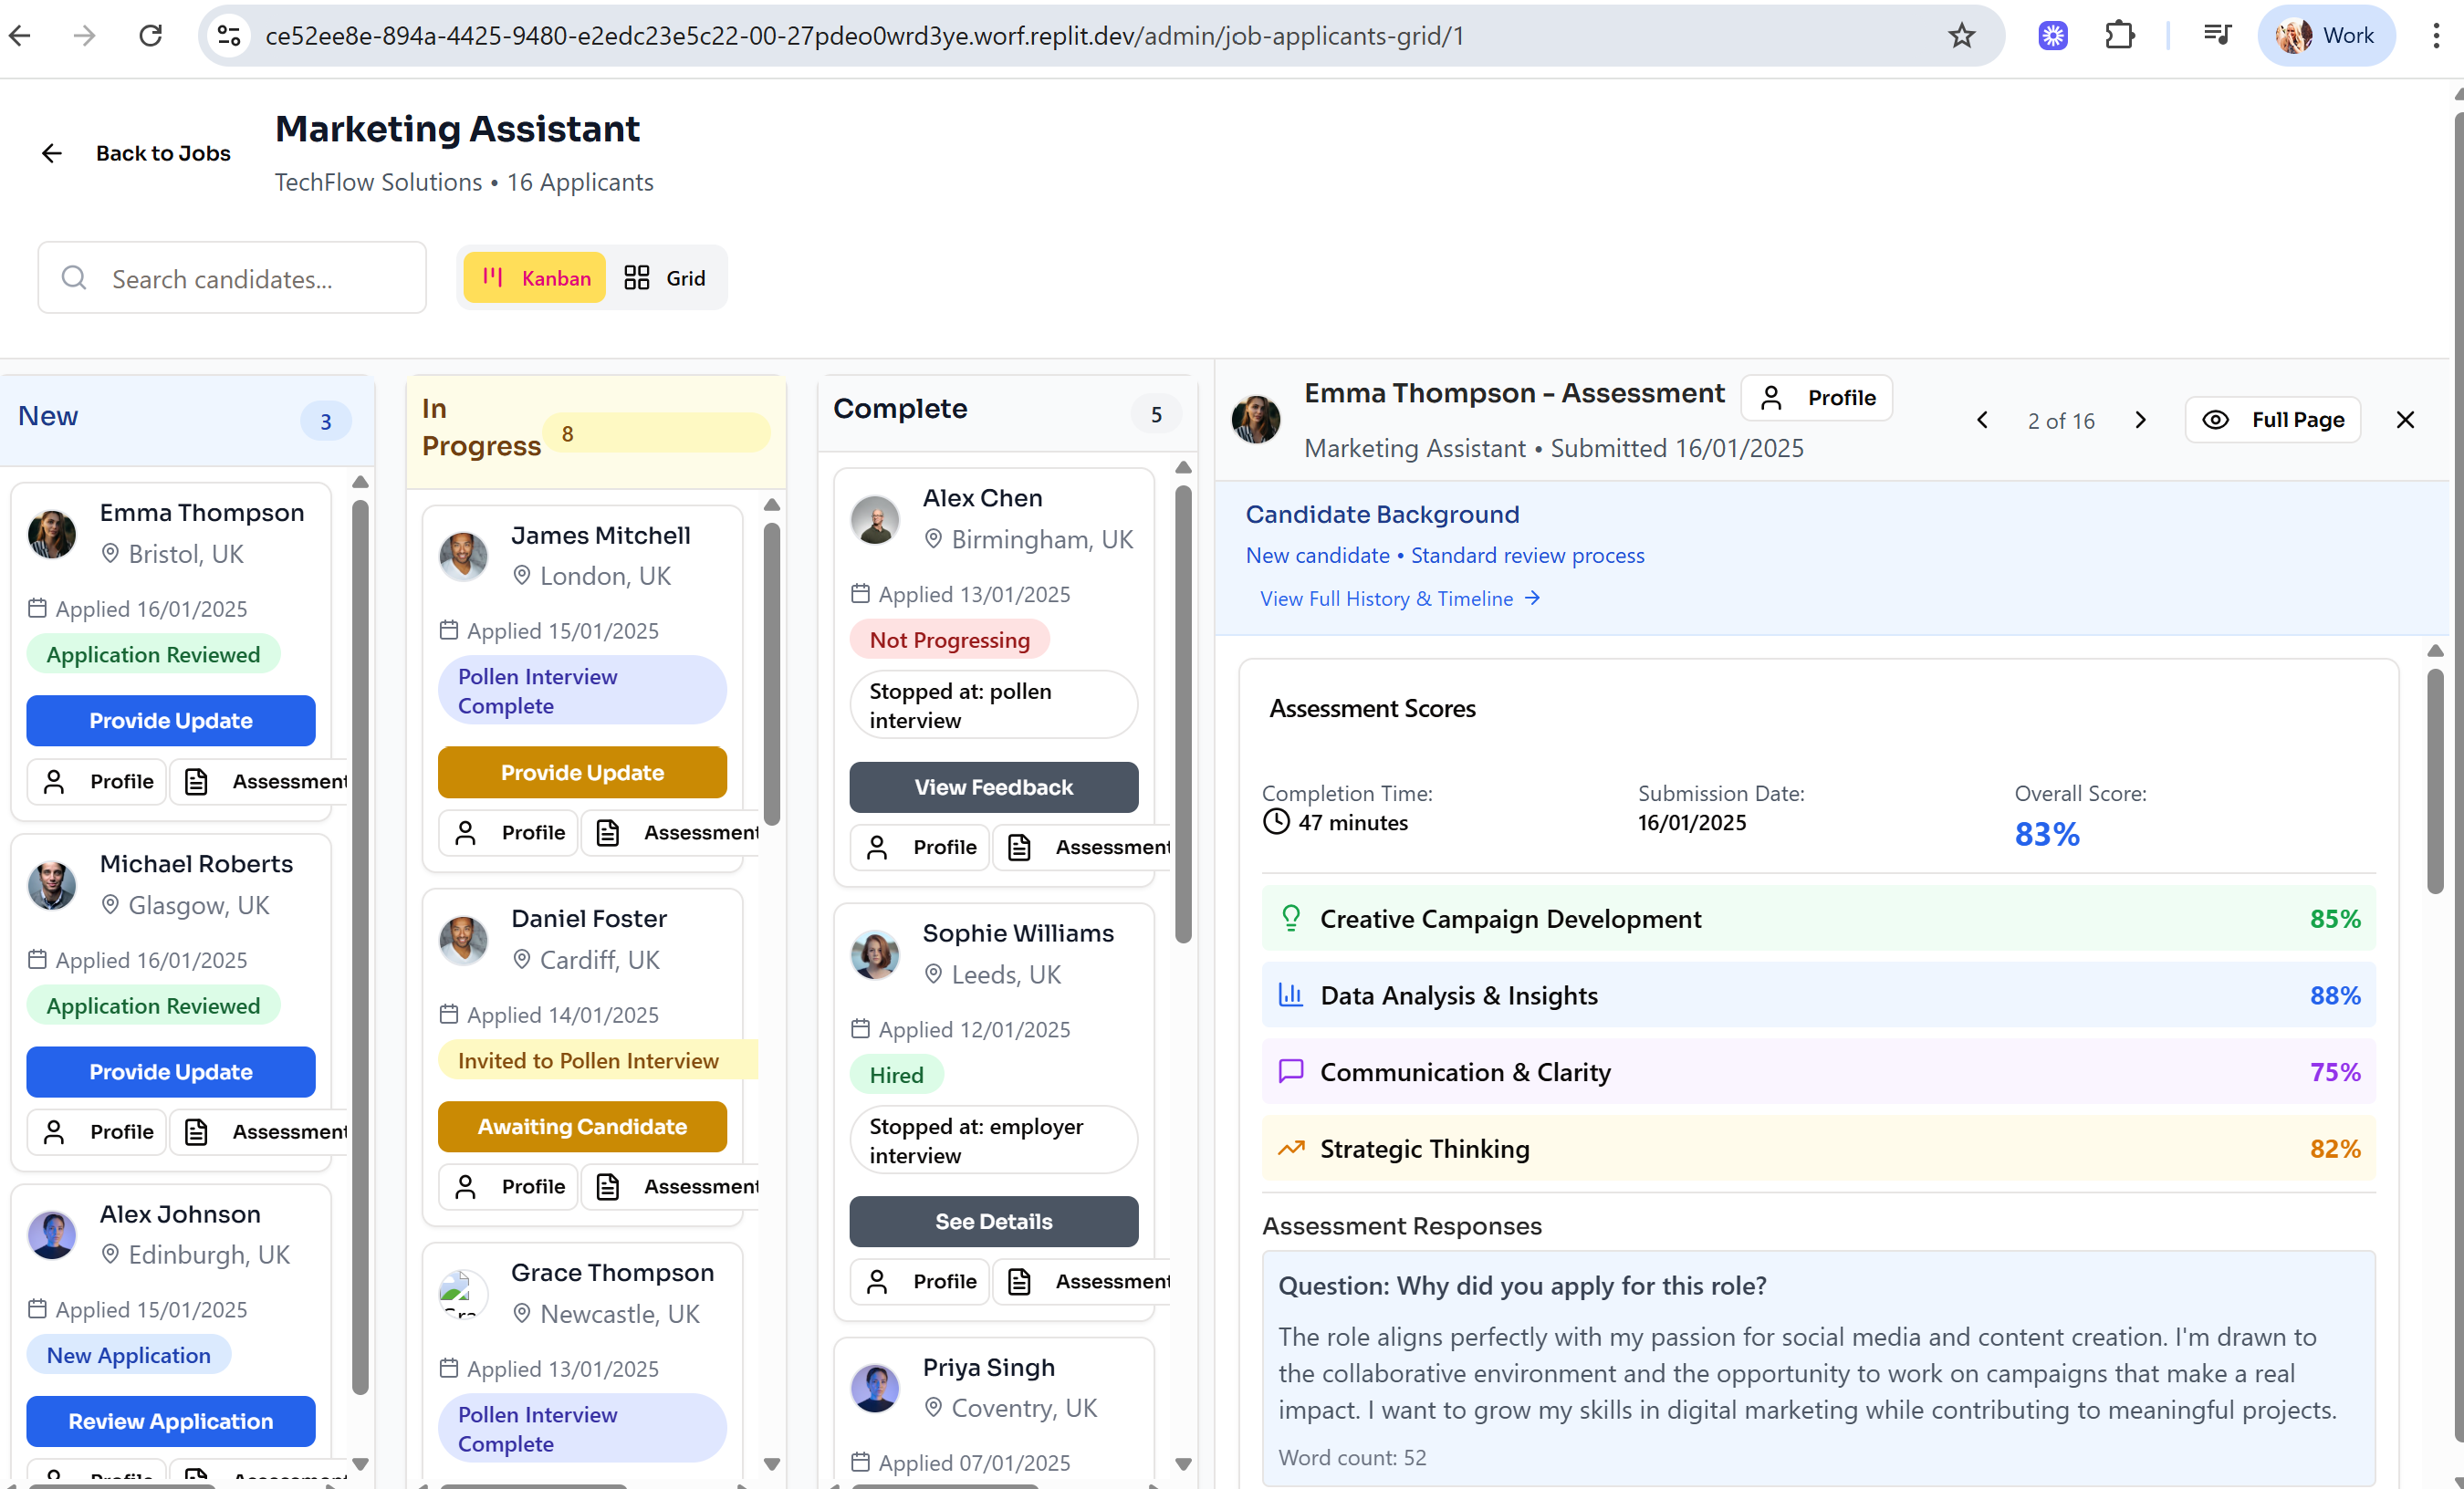 ce52ee8e-894a-4425-9480-e2edc23e5c22-00-27pdeo0wrd3ye.worf.replit.dev/admin/job-applicants-grid/1
Work
Back to Jobs
Marketing Assistant
TechFlow Solutions • 16 Applicants
Search candidates...
Kanban
Grid
New
3
Emma Thompson
Bristol, UK
Applied 16/01/2025
Application Reviewed
Provide Update
Profile
Assessment
Michael Roberts
Glasgow, UK
Applied 16/01/2025
Application Reviewed
Provide Update
Profile
Assessment
Alex Johnson
Edinburgh, UK
Applied 15/01/2025
New Application
Review Application
Profile
Assessment
In
Progress
8
James Mitchell
London, UK
Applied 15/01/2025
Pollen Interview
Complete
Provide Update
Profile
Assessment
Daniel Foster
Cardiff, UK
Applied 14/01/2025
Invited to Pollen Interview
Awaiting Candidate
Profile
Assessment
Grace Thompson
Newcastle, UK
Applied 13/01/2025
Pollen Interview
Complete
Complete
5
Alex Chen
Birmingham, UK
Applied 13/01/2025
Not Progressing
Stopped at: pollen
interview
View Feedback
Profile
Assessment
Sophie Williams
Leeds, UK
Applied 12/01/2025
Hired
Stopped at: employer
interview
See Details
Profile
Assessment
Priya Singh
Coventry, UK
Applied 07/01/2025
Emma Thompson - Assessment
Profile
Marketing Assistant • Submitted 16/01/2025
2 of 16
Full Page
Candidate Background
New candidate • Standard review process
View Full History & Timeline
Assessment Scores
Completion Time:
47 minutes
Submission Date:
16/01/2025
Overall Score:
83%
Creative Campaign Development
85%
Data Analysis & Insights
88%
Communication & Clarity
75%
Strategic Thinking
82%
Assessment Responses
Question: Why did you apply for this role?
The role aligns perfectly with my passion for social media and content creation. I'm drawn to
the collaborative environment and the opportunity to work on campaigns that make a real
impact. I want to grow my skills in digital marketing while contributing to meaningful projects.
Word count: 52